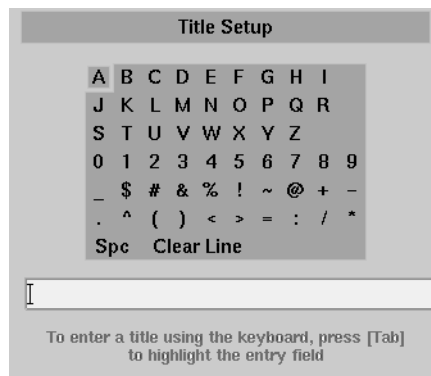 Title Setup
A B C D E F G H I
J K L M N O P Q R
S T U V W X Y Z
0 1 2 3 4 5 6 7 8 9
_ $ # & % ! ~ @ + -
. ^ ( ) < > = : / *
Spc Clear Line
To enter a title using the keyboard, press [Tab]
to highlight the entry field